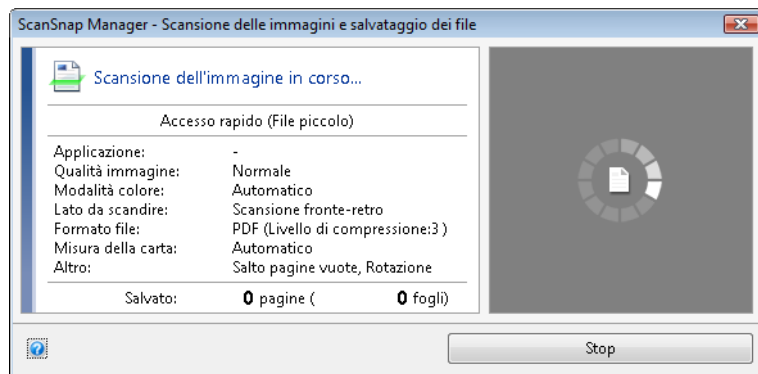 ScanSnap Manager - Scansione delle immagini e salvataggio dei file
Scansione dell'immagine in corso...
Accesso rapido (File piccolo)
Applicazione: -
Qualità immagine: Normale
Modalità colore: Automatico
Lato da scandire: Scansione fronte-retro
Formato file: PDF (Livello di compressione:3 )
Misura della carta: Automatico
Altro: Salto pagine vuote, Rotazione
Salvato: 0 pagine ( 0 fogli)
Stop